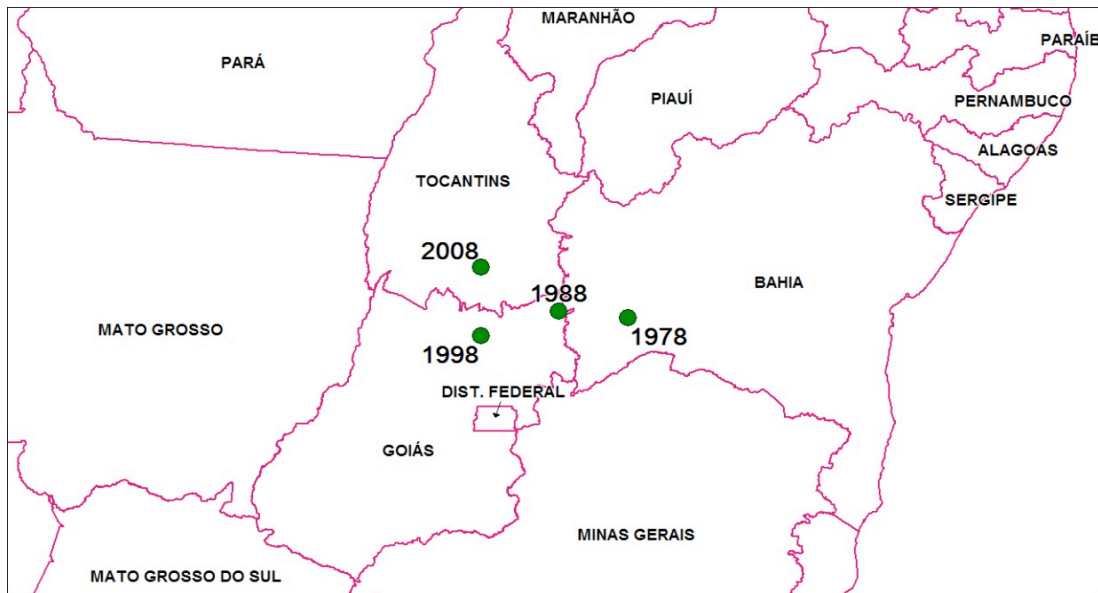 MARANHÃO
PARÁ
PARAÍB
PIAUÍ
PERNAMBUCO
ALAGOAS
TOCANTINS
SERGIPE
2008
BAHIA
1988
MATO GROSSO
1978
1998
DIST. FEDERAL
GOIÁS
MINAS GERAIS
MATO GROSSO DO SUL